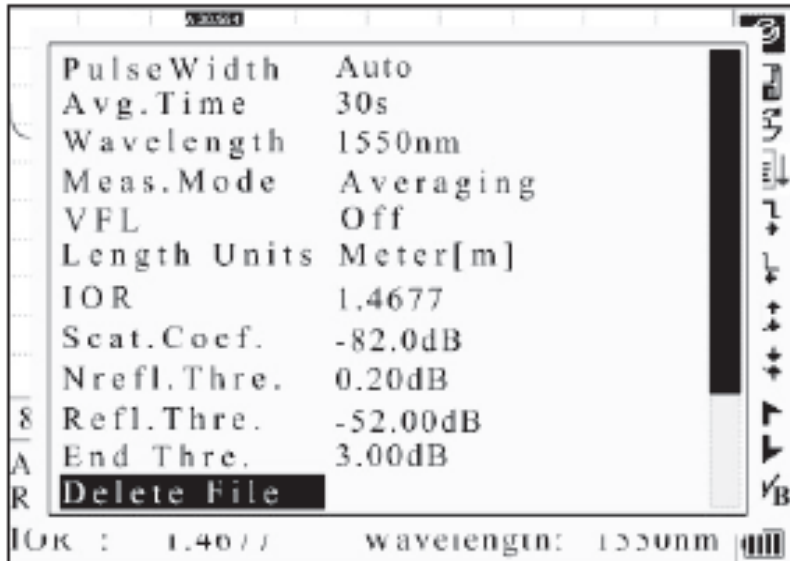 PulseWidth Auto
Avg.Time 30s
Wavelength 1550nm
Meas.Mode Averaging
VFL Off
Length Units Meter[m]
IOR 1.4677
Scat.Coef. -82.0dB
Nrefl.Thre. 0.20dB
8 Refl.Thre. -52.00dB
A End Thre. 3.00dB
R Delete File
IOR : 1.4677 Wavelength: 1550nm